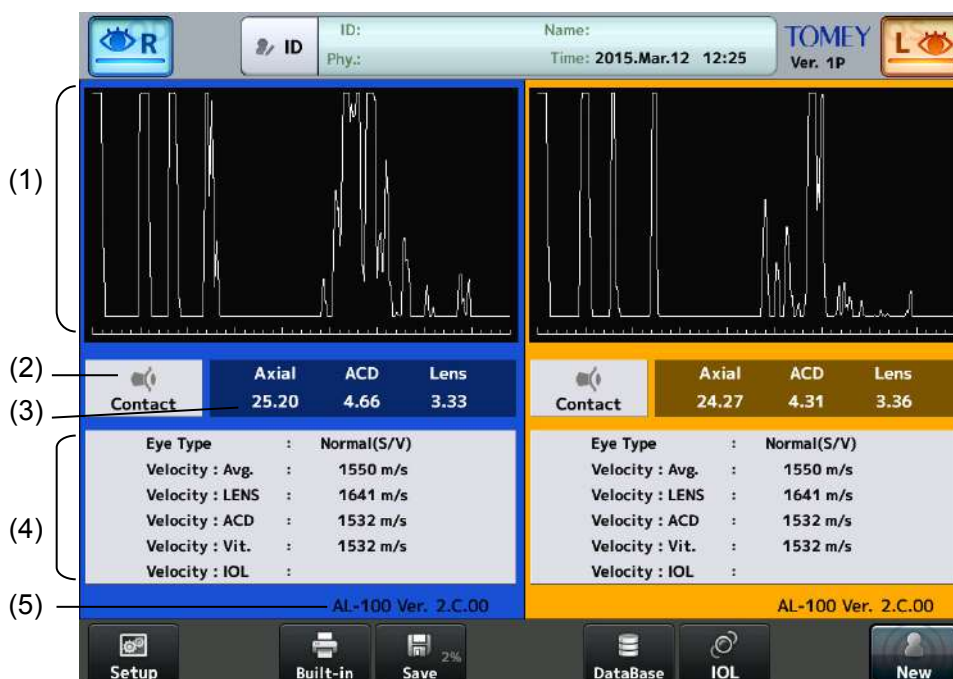 R
ID
ID: Name:
Phy.: Time: 2015.Mar.12 12:25
TOMEY
Ver. 1P
L
(1)
(2)
(3)
(4)
(5)
Contact
Axial ACD Lens
25.20 4.66 3.33
Eye Type : Normal(S/V)
Velocity : Avg. : 1550 m/s
Velocity : LENS : 1641 m/s
Velocity : ACD : 1532 m/s
Velocity : Vit. : 1532 m/s
Velocity : IOL :
AL-100 Ver. 2.C.00
Contact
Axial ACD Lens
24.27 4.31 3.36
Eye Type : Normal(S/V)
Velocity : Avg. : 1550 m/s
Velocity : LENS : 1641 m/s
Velocity : ACD : 1532 m/s
Velocity : Vit. : 1532 m/s
Velocity : IOL :
AL-100 Ver. 2.C.00
Setup
Built-in
Save 2%
DataBase
IOL
New